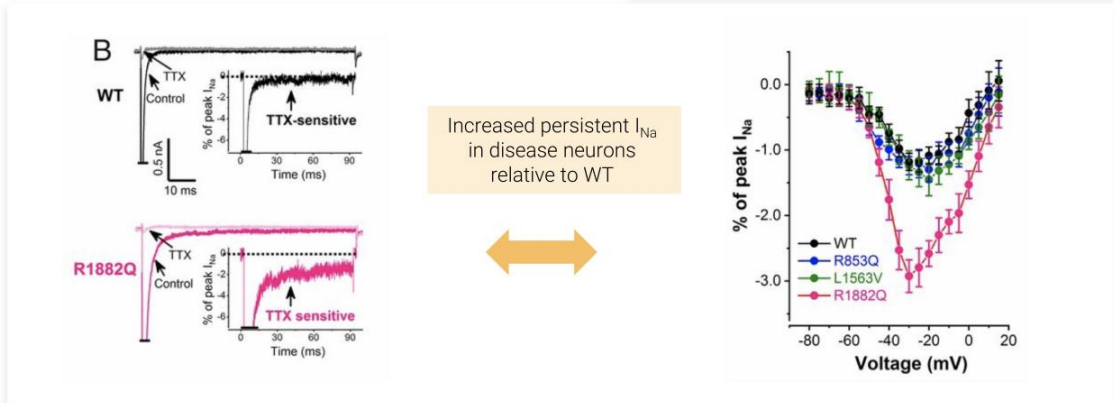 B
TTX
WT
Control
0.5 nA
10 ms
% of peak I_Na
0
-2
-4
-6
TTX-sensitive
0 30 60 90
Time (ms)
R1882Q
TTX
Control
% of peak I_Na
0
-2
-4
-6
TTX sensitive
0 30 60 90
Time (ms)
Increased persistent I_Na
in disease neurons
relative to WT
% of peak I_Na
0.0
-1.0
-2.0
-3.0
WT
R853Q
L1563V
R1882Q
-80 -60 -40 -20 0 20
Voltage (mV)